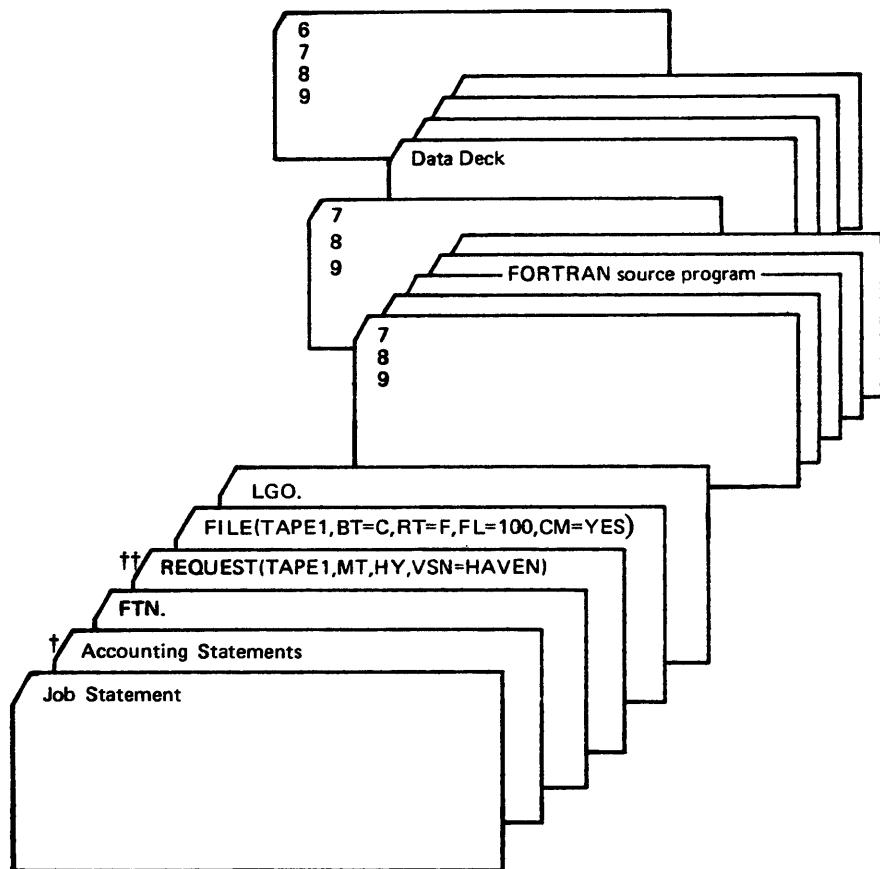 6
7
8
9
Data Deck
7
8
9
FORTRAN source program
7
8
9
LGO.
FILE(TAPE1,BT=C,RT=F,FL=100,CM=YES)
†† REQUEST(TAPE1,MT,HY,VSN=HAVEN)
FTN.
† Accounting Statements
Job Statement